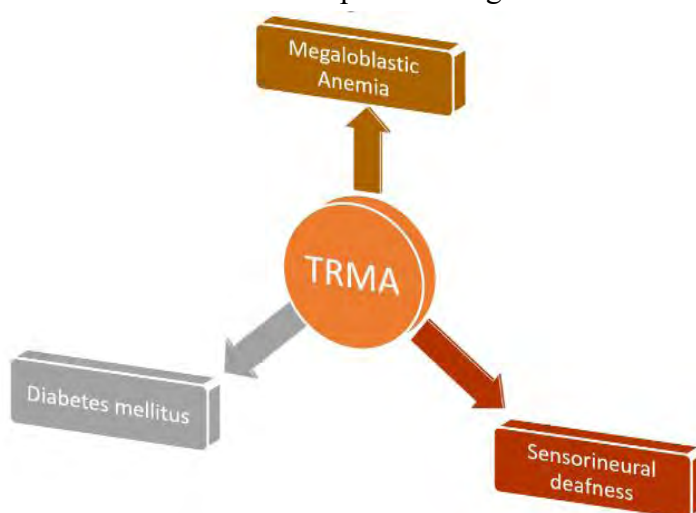 Megaloblastic
Anemia
TRMA
Diabetes mellitus
Sensorineural
deafness